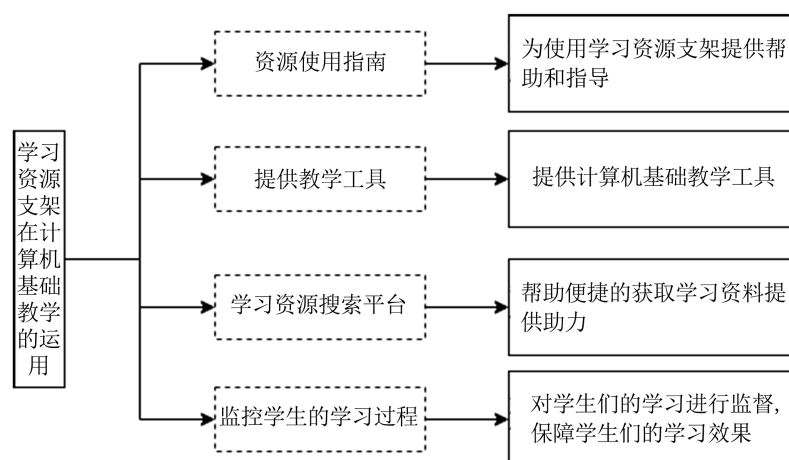 学习
资源
支架
在计
算机
基础
教学
的运
用
资源使用指南
为使用学习资源支架提供帮
助和指导
提供教学工具
提供计算机基础教学工具
学习资源搜索平台
帮助便捷的获取学习资料提
供助力
监控学生的学习过程
对学生们的学习进行监督,
保障学生们的学习效果